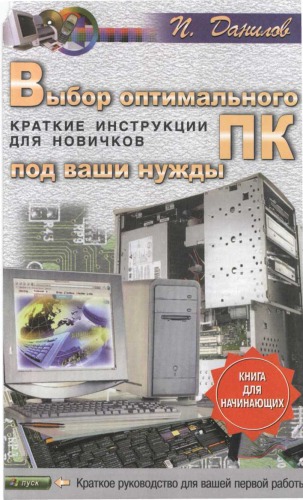 П. Данилов
Выбор оптимального
КРАТКИЕ ИНСТРУКЦИИ
ДЛЯ НОВИЧКОВ
ПК
под ваши нужды
КНИГА
ДЛЯ
НАЧИНАЮЩИХ
пуск
Краткое руководство для вашей первой работы